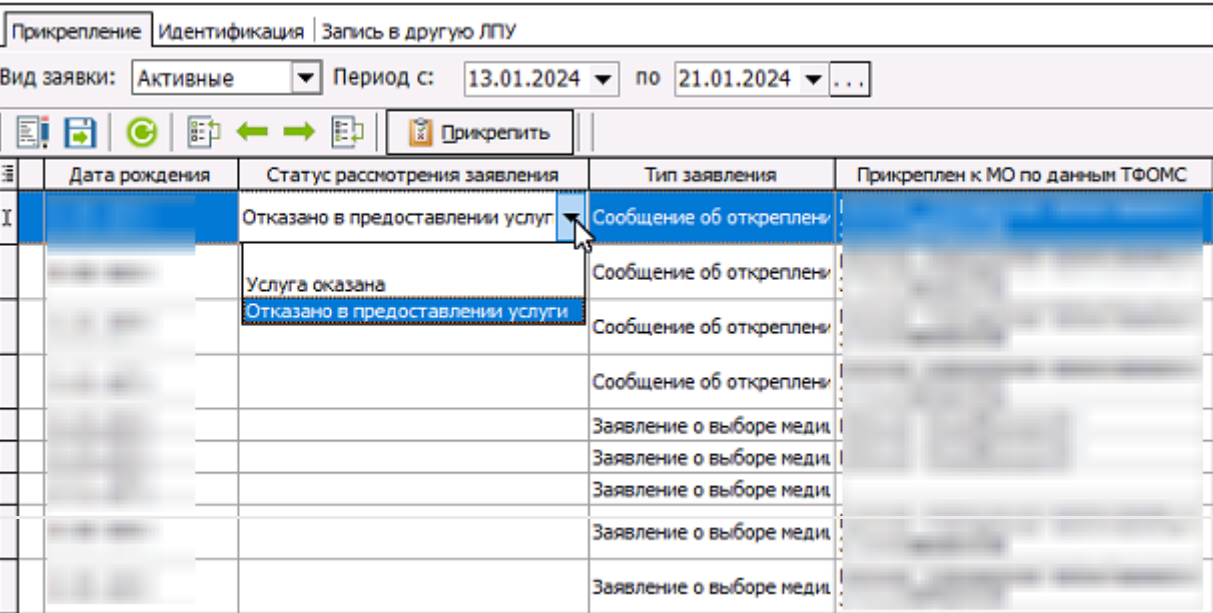 Прикрепление Идентификация Запись в другую ЛПУ
Вид заявки: Активные Период с: 13.01.2024 по 21.01.2024 ...
Прикрепить
Дата рождения Статус рассмотрения заявления Тип заявления Прикреплен к МО по данным ТФОМС
Отказано в предоставлении услуг Сообщение об откреплени
Сообщение об откреплени
Услуга оказана
Отказано в предоставлении услуги
Сообщение об откреплени
Сообщение об откреплени
Заявление о выборе меди
Заявление о выборе меди
Заявление о выборе меди
Заявление о выборе меди
Заявление о выборе меди